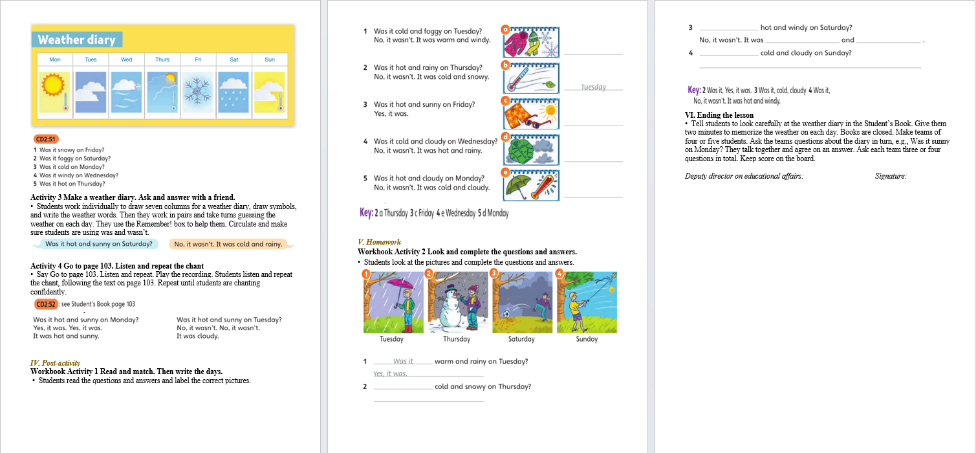 Weather diary
Mon Tues Wed Thurs Fri Sat Sun
CD2:51
1 Was it snowy on Friday?
2 Was it foggy on Saturday?
3 Was it cold on Monday?
4 Was it windy on Wednesday?
5 Was it hot on Thursday?
Activity 3 Make a weather diary. Ask and answer with a friend.
• Students work individually to draw seven columns for a weather diary, draw symbols,
and write the weather words. Then they work in pairs and take turns guessing the
weather on each day. They use the Remember! box to help them. Circulate and make
sure students are using was and wasn't.
Was it hot and sunny on Saturday?
No, it wasn't. It was cold and rainy.
Activity 4 Go to page 103. Listen and repeat the chant
• Say Go to page 103. Listen and repeat. Play the recording. Students listen and repeat
the chant, following the text on page 103. Repeat until students are chanting
confidently.
CD2:52 : see Student's Book page 103
Was it hot and sunny on Monday?
Yes, it was. Yes, it was.
It was hot and sunny.
Was it hot and sunny on Tuesday?
No, it wasn't. No, it wasn't.
It was cloudy.
IV. Post-activity
Workbook Activity 1 Read and match. Then write the days.
• Students read the questions and answers and label the correct pictures.
1 Was it cold and foggy on Tuesday?
No, it wasn't. It was warm and windy.
2 Was it hot and rainy on Thursday?
No, it wasn't. It was cold and snowy.
3 Was it hot and sunny on Friday?
Yes, it was.
4 Was it cold and cloudy on Wednesday?
No, it wasn't. It was hot and rainy.
5 Was it hot and cloudy on Monday?
No, it wasn't. It was cold and cloudy.
a
b
Tuesday
c
d
e
Key: 2 a Thursday 3 c Friday 4 e Wednesday 5 d Monday
V. Homework
Workbook Activity 2 Look and complete the questions and answers.
• Students look at the pictures and complete the questions and answers.
1 2 3 4
Tuesday Thursday Saturday Sunday
1 Was it warm and rainy on Tuesday?
Yes, it was.
2 cold and snowy on Thursday?
3 hot and windy on Saturday?
No, it wasn't. It was and .
4 cold and cloudy on Sunday?
Key: 2 Was it, Yes, it was. 3 Was it, cold, cloudy 4 Was it,
No, it wasn't. It was hot and windy.
VI. Ending the lesson
• Tell students to look carefully at the weather diary in the Student's Book. Give them
two minutes to memorize the weather on each day. Books are closed. Make teams of
four or five students. Ask the teams questions about the diary in turn, e.g., Was it sunny
on Monday? They talk together and agree on an answer. Ask each team three or four
questions in total. Keep score on the board.
Deputy director on educational affairs. Signature: